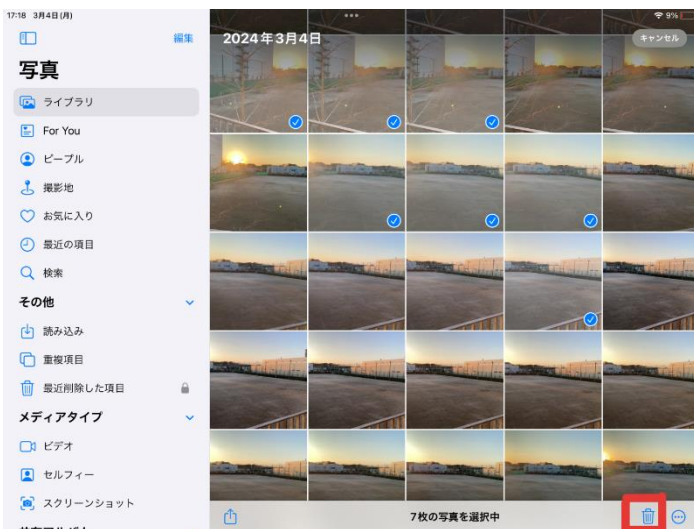 17:18 3月4日(月)
9%
編集
2024年3月4日
キャンセル
写真
ライブラリ
For You
ピープル
撮影地
お気に入り
最近の項目
検索
その他
読み込み
重複項目
最近削除した項目
メディアタイプ
ビデオ
セルフィー
スクリーンショット
7枚の写真を選択中